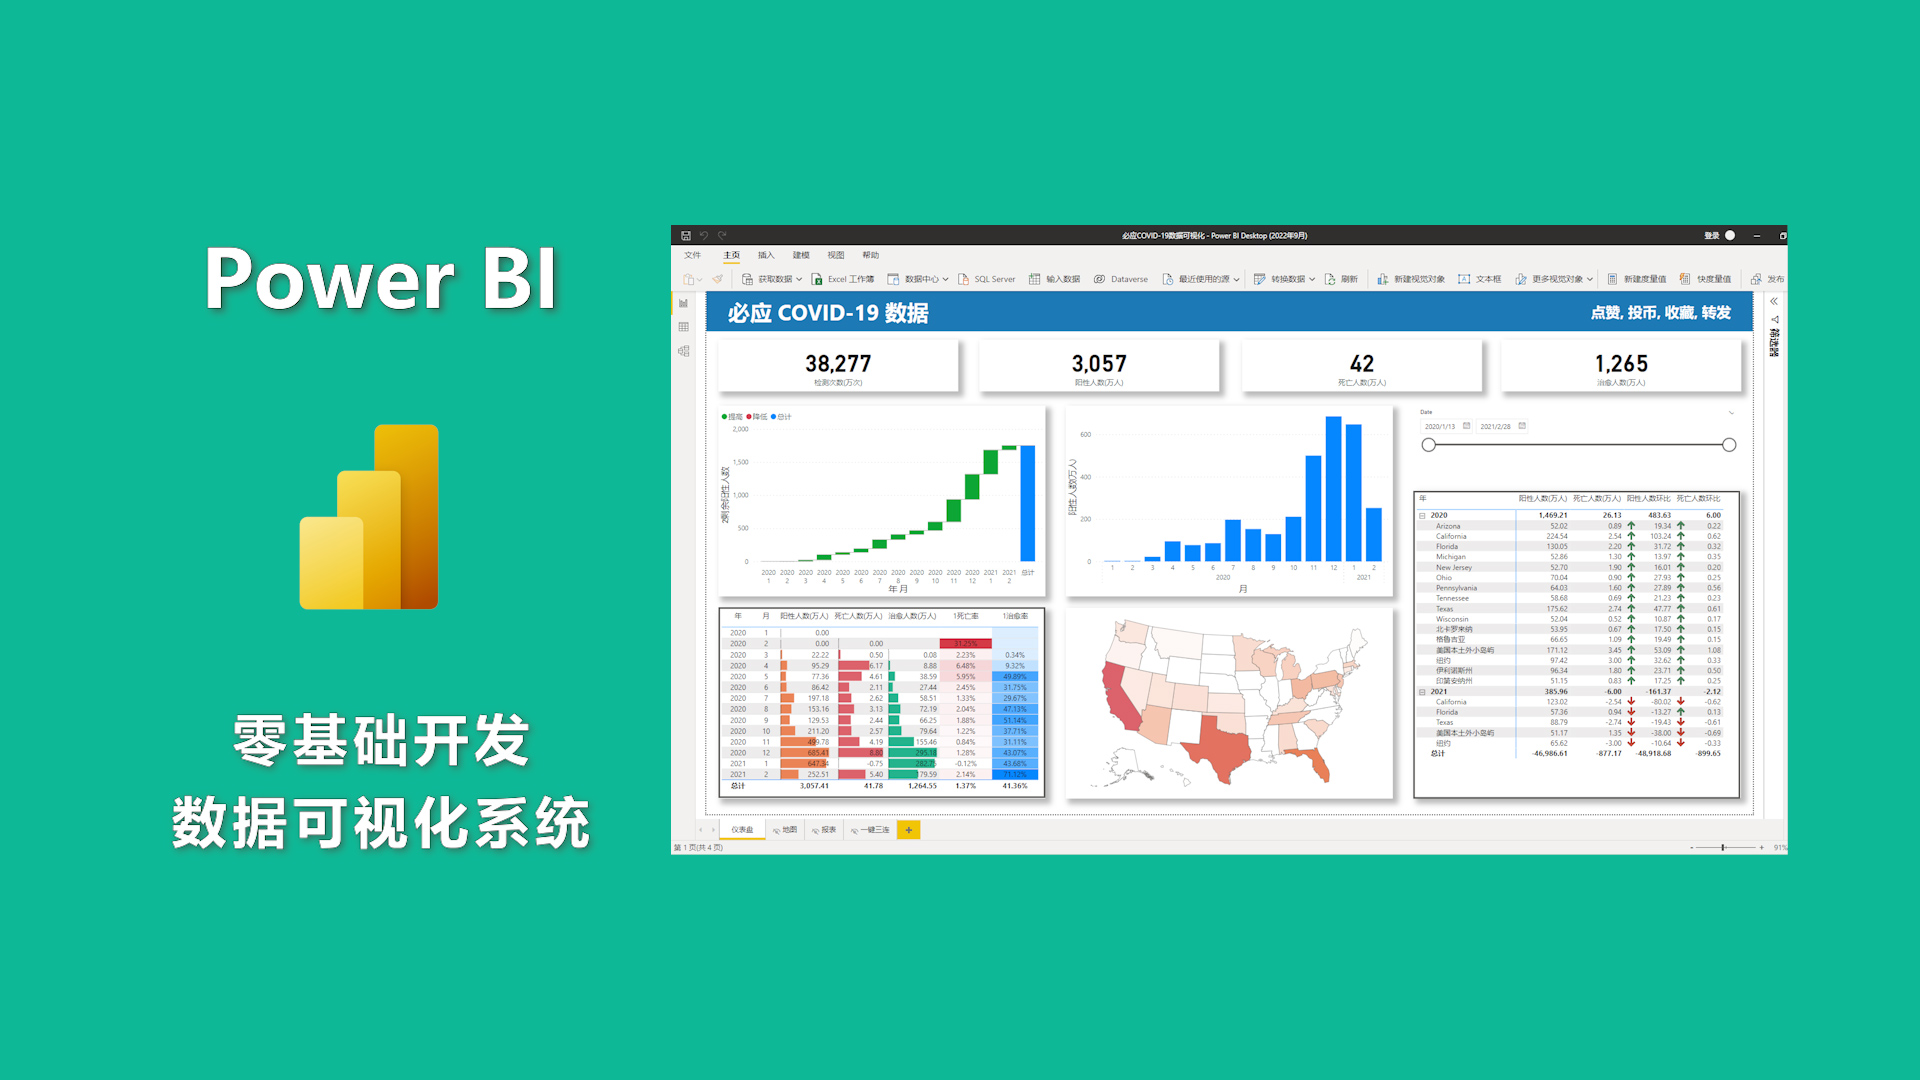 Power BI
零基础开发
数据可视化系统
必应COVID-19数据可视化 - Power BI Desktop (2022年9月)
登录
文件 主页 插入 建模 视图 帮助
获取数据 Excel 工作簿 数据中心 SQL Server 输入数据 Dataverse 最近使用的源 转换数据 刷新 新建视觉对象 文本框 更多视觉对象 新建度量值 快度量值 发布
必应 COVID-19 数据
点赞, 投币, 收藏, 转发
筛选器
38,277
检测次数(万次)
3,057
阳性人数(万人)
42
死亡人数(万人)
1,265
治愈人数(万人)
提高 降低 总计
2剩余阳性人数
2,000
1,500
1,000
500
0
2020 2020 2020 2020 2020 2020 2020 2020 2020 2020 2020 2020 2021 2021 总计
1 2 3 4 5 6 7 8 9 10 11 12 1 2
年 月
阳性人数(万人)
600
400
200
0
1 2 3 4 5 6 7 8 9 10 11 12 1 2
2020 2021
月
Date
2020/1/13 2021/2/28
年 月 阳性人数(万人) 死亡人数(万人) 治愈人数(万人) 1死亡率 1治愈率
2020 1 0.00
2020 2 0.00 0.00 11.25%
2020 3 22.22 0.50 0.08 2.23% 0.34%
2020 4 95.29 6.17 8.88 6.48% 9.32%
2020 5 77.36 4.61 38.59 5.95% 49.89%
2020 6 86.42 2.11 27.44 2.45% 31.75%
2020 7 197.18 2.62 58.51 1.33% 29.67%
2020 8 153.16 3.13 72.19 2.04% 47.13%
2020 9 129.53 2.44 66.25 1.88% 51.14%
2020 10 211.20 2.57 79.64 1.22% 37.71%
2020 11 499.78 4.19 155.46 0.84% 31.11%
2020 12 685.41 8.80 295.18 1.28% 43.07%
2021 1 647.34 -0.75 282.75 -0.12% 43.68%
2021 2 252.51 5.40 179.59 2.14% 71.12%
总计 3,057.41 41.78 1,264.55 1.37% 41.36%
年 阳性人数(万人) 死亡人数(万人) 阳性人数环比 死亡人数环比
2020 1,469.21 26.13 483.63 6.00
Arizona 52.02 0.89 19.34 0.22
California 224.54 2.54 103.24 0.62
Florida 130.05 2.20 31.72 0.32
Michigan 52.86 1.30 13.97 0.35
New Jersey 52.70 1.90 16.01 0.20
Ohio 70.04 0.90 27.93 0.25
Pennsylvania 64.03 1.60 27.89 0.56
Tennessee 58.68 0.69 21.23 0.23
Texas 175.62 2.74 47.77 0.61
Wisconsin 52.04 0.52 10.87 0.17
北卡罗来纳 53.95 0.67 17.50 0.15
格鲁吉亚 66.65 1.09 19.49 0.15
美国本土外小岛屿 171.12 3.45 53.09 1.08
纽约 97.42 3.00 32.62 0.33
伊利诺斯州 96.34 1.80 23.71 0.50
印第安纳州 51.15 0.83 17.25 0.25
2021 385.96 -6.00 -161.37 -2.12
California 123.02 -2.54 -80.02 -0.62
Florida 57.36 0.94 -13.27 0.13
Texas 88.79 -2.74 -19.43 -0.61
美国本土外小岛屿 51.17 1.35 -38.00 -0.69
纽约 65.62 -3.00 -10.64 -0.33
总计 -46,986.61 -877.17 -48,918.68 -899.65
仪表盘 地图 报表 一键三连
第 1 页(共 4 页)
91%